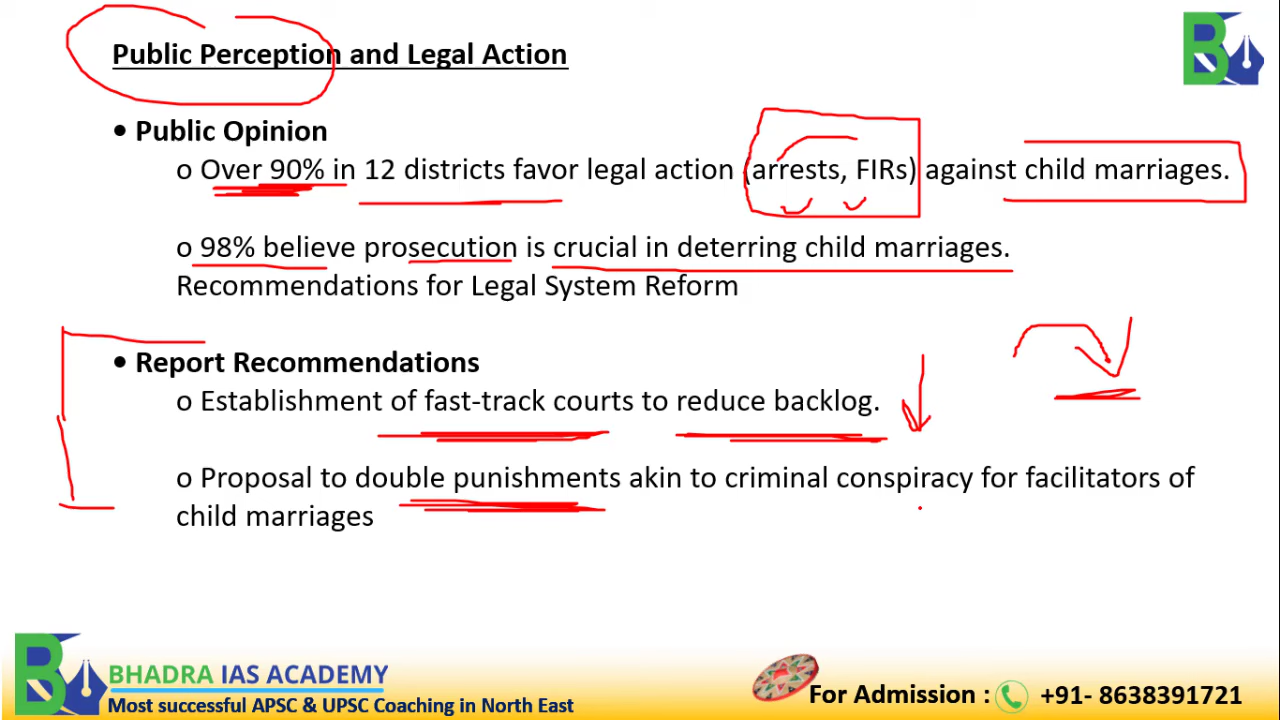 Public Perception and Legal Action
• Public Opinion
o Over 90% in 12 districts favor legal action (arrests, FIRs) against child marriages.
o 98% believe prosecution is crucial in deterring child marriages.
Recommendations for Legal System Reform
• Report Recommendations
o Establishment of fast-track courts to reduce backlog.
o Proposal to double punishments akin to criminal conspiracy for facilitators of
child marriages
BHADRA IAS ACADEMY
Most successful APSC & UPSC Coaching in North East
For Admission : +91- 8638391721